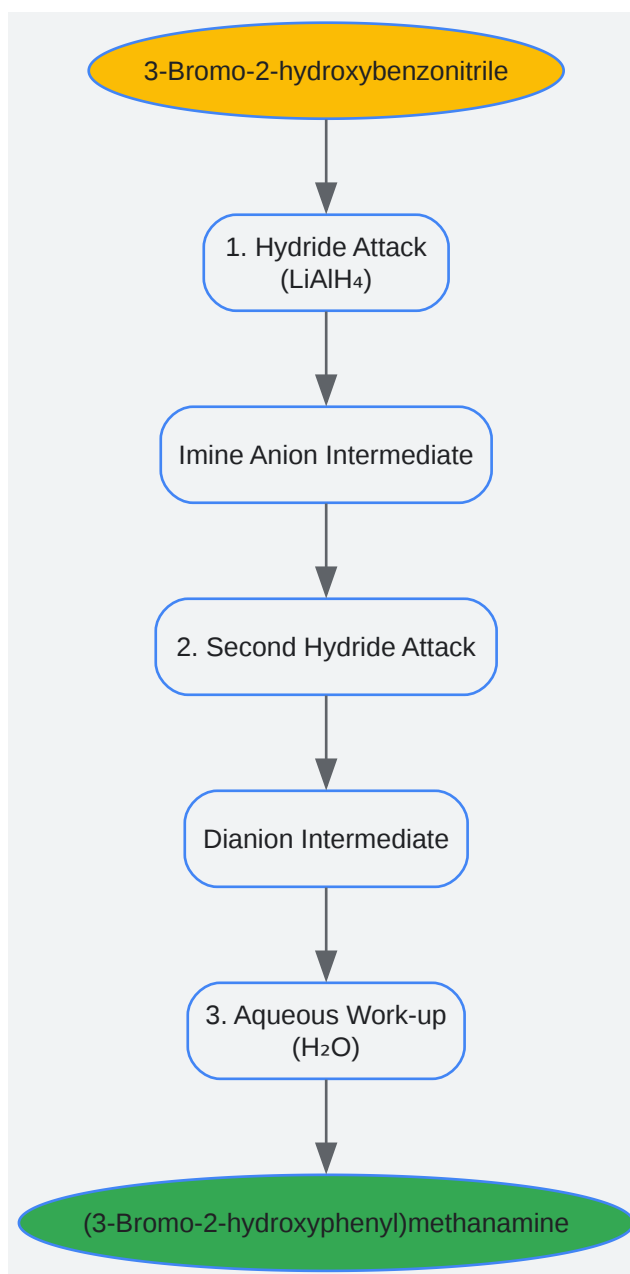 3-Bromo-2-hydroxybenzonitrile
1. Hydride Attack
(LiAlH₄)
Imine Anion Intermediate
2. Second Hydride Attack
Dianion Intermediate
3. Aqueous Work-up
(H₂O)
(3-Bromo-2-hydroxyphenyl)methanamine